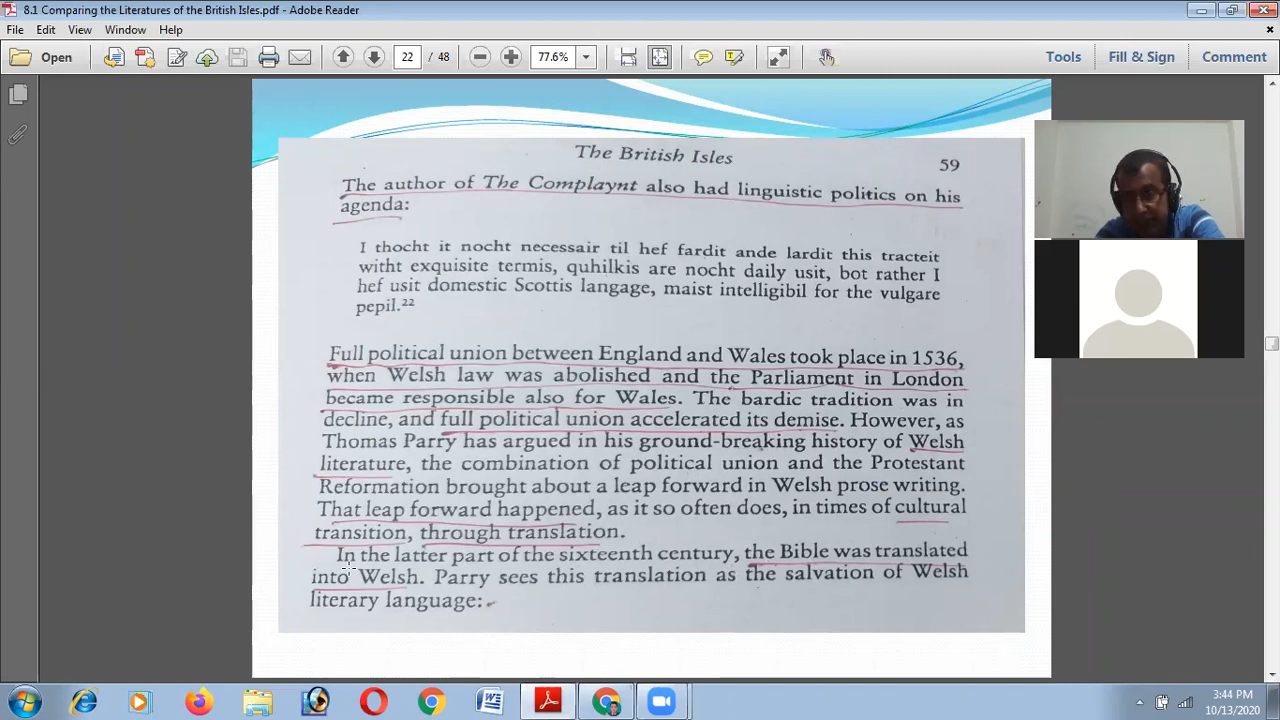 8.1 Comparing the Literatures of the British Isles.pdf - Adobe Reader
File Edit View Window Help
Open 22 / 48 77.6% Tools Fill & Sign Comment
The British Isles 59
The author of The Complaynt also had linguistic politics on his
agenda:
I thocht it nocht necessair til hef fardit ande lardit this tracteit
witht exquisite termis, quhilkis are nocht daily usit, bot rather I
hef usit domestic Scottis langage, maist intelligibil for the vulgare
pepil.22
Full political union between England and Wales took place in 1536,
when Welsh law was abolished and the Parliament in London
became responsible also for Wales. The bardic tradition was in
decline, and full political union accelerated its demise. However, as
Thomas Parry has argued in his ground-breaking history of Welsh
literature, the combination of political union and the Protestant
Reformation brought about a leap forward in Welsh prose writing.
That leap forward happened, as it so often does, in times of cultural
transition, through translation.
In the latter part of the sixteenth century, the Bible was translated
into Welsh. Parry sees this translation as the salvation of Welsh
literary language:
3:44 PM
10/13/2020